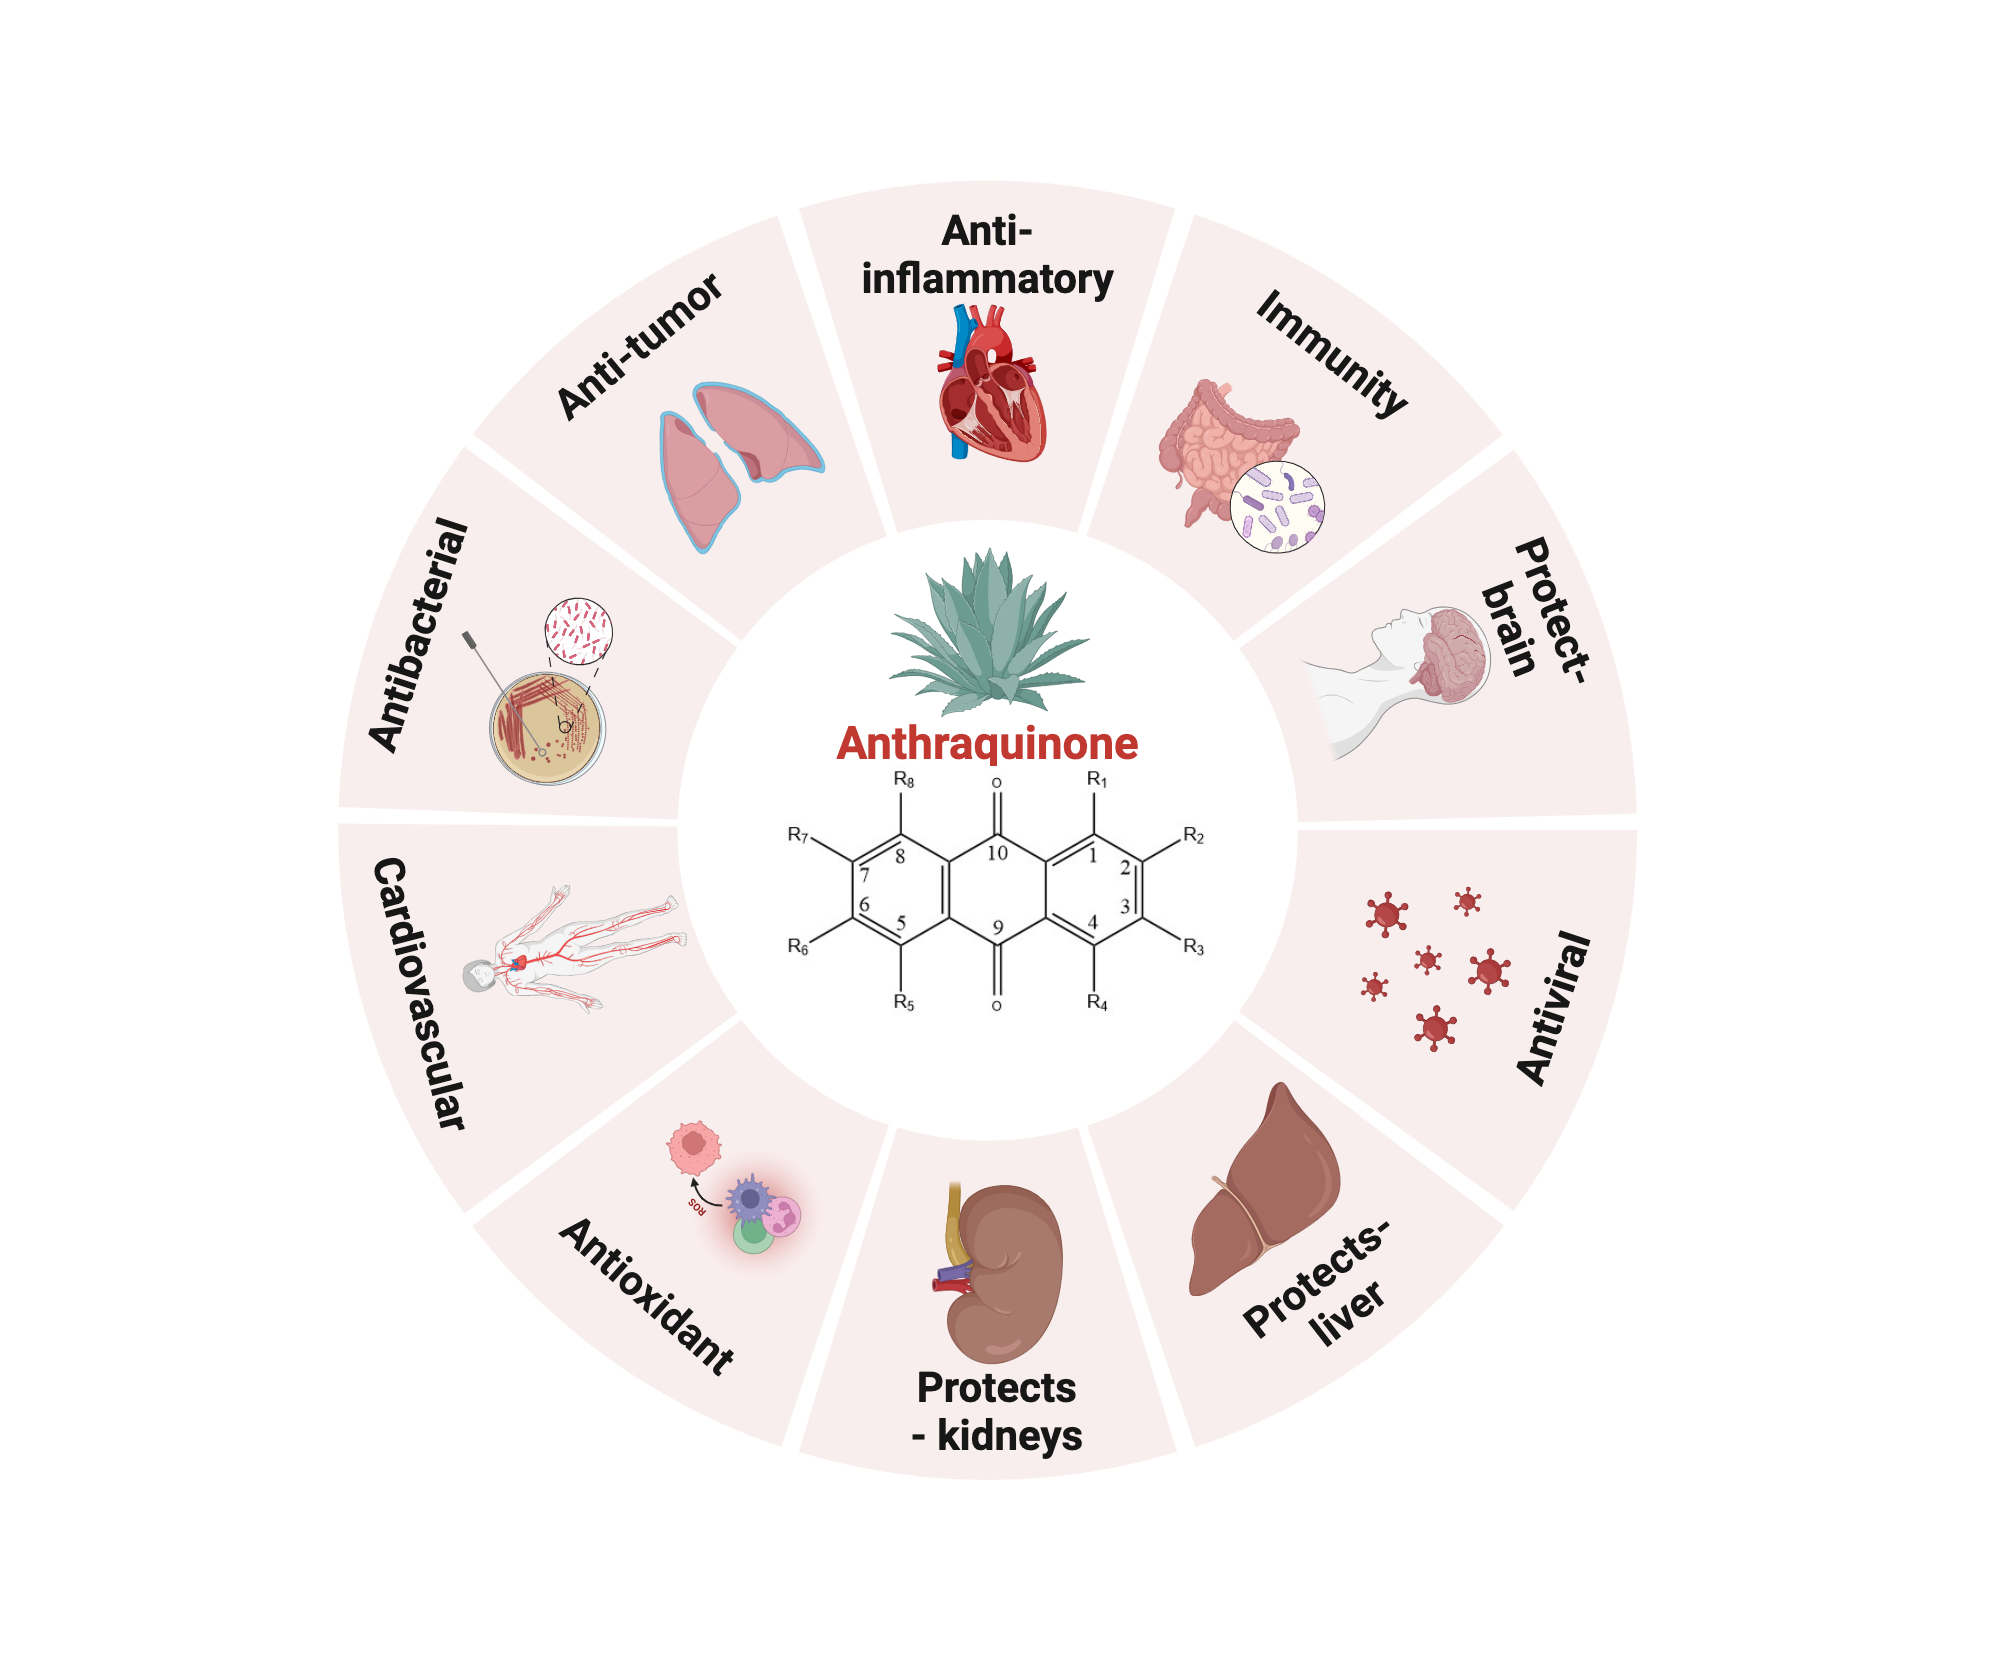 Anti-
inflammatory
Immunity
Protect-
brain
Antiviral
Protects-
liver
Protects
- kidneys
Antioxidant
ROS
Cardiovascular
Antibacterial
Anti-tumor
Anthraquinone
R8
O
R1
R7
R2
8
10
1
7
2
6
3
5
9
4
R6
R3
R5
O
R4